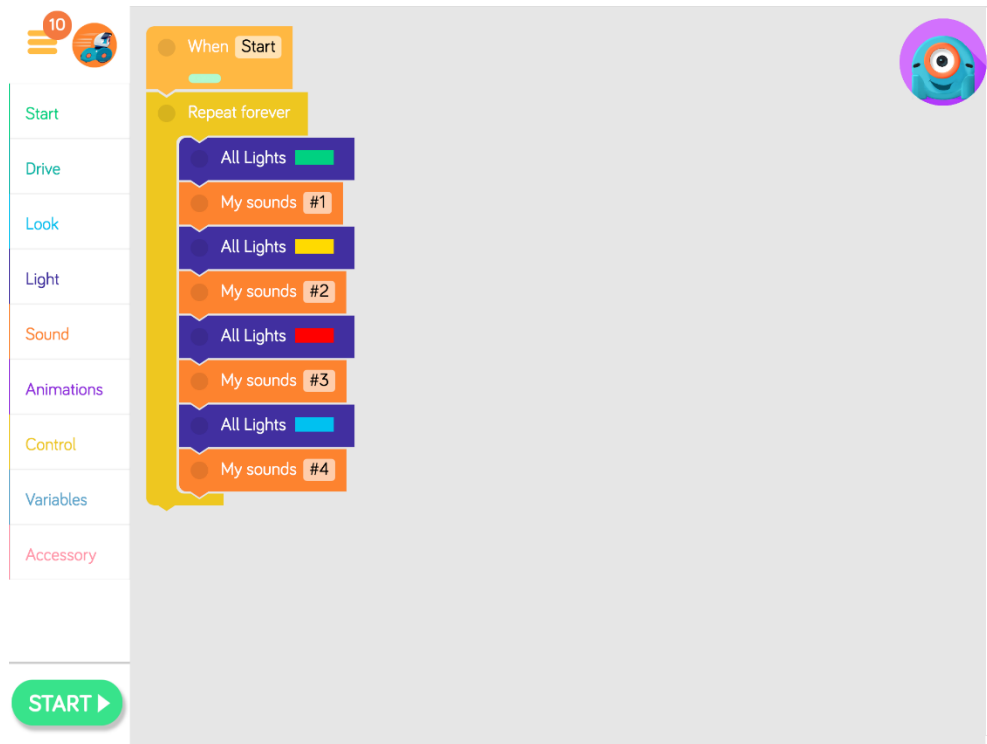 10
When Start
Start
Repeat forever
Drive
All Lights
My sounds #1
Look
All Lights
Light
My sounds #2
Sound
All Lights
My sounds #3
Animations
All Lights
Control
My sounds #4
Variables
Accessory
START